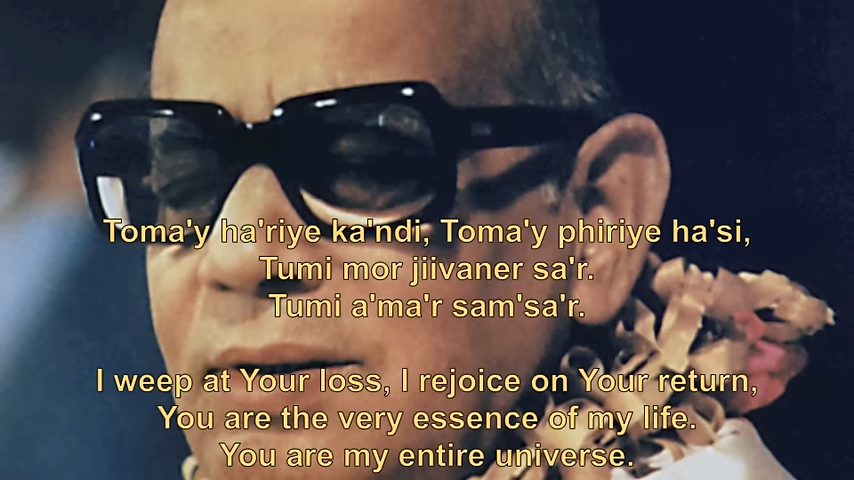 Toma'y ha'riye ka'ndi, Toma'y phiriye ha'si,
Tumi mor jiivaner sa'r.
Tumi a'ma'r sam'sa'r.
I weep at Your loss, I rejoice on Your return,
You are the very essence of my life.
You are my entire universe.